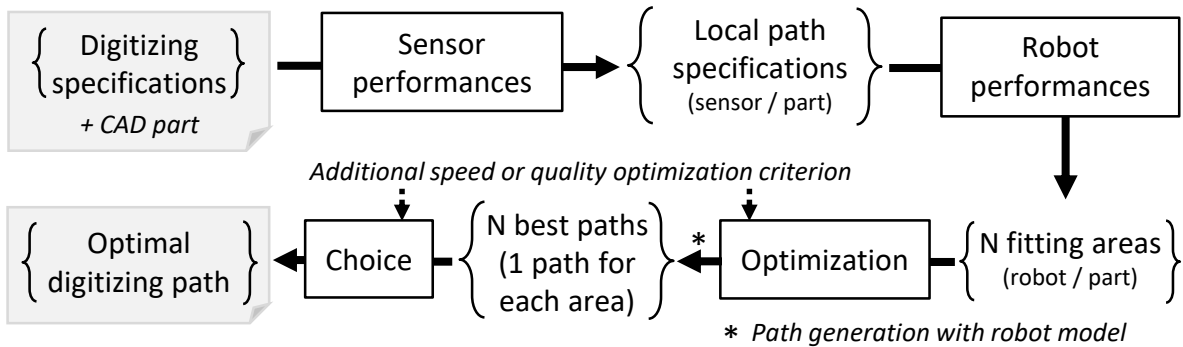 Digitizing
specifications
+ CAD part
Sensor
performances
Local path
specifications
(sensor / part)
Robot
performances
Additional speed or quality optimization criterion
Optimal
digitizing path
Choice
N best paths
(1 path for
each area)
*
Optimization
N fitting areas
(robot / part)
* Path generation with robot model